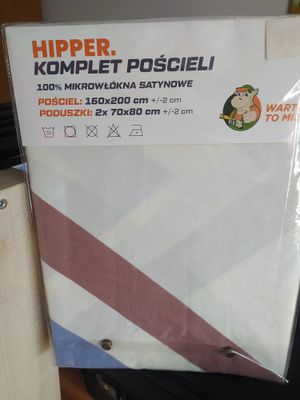 HIPPER.
KOMPLET POŚCIELI
100% MIKROWŁÓKNA SATYNOWE
POŚCIEL: 160x200 cm +/-2 cm
PODUSZKI: 2x 70x80 cm +/-2 cm
WART
TO MI